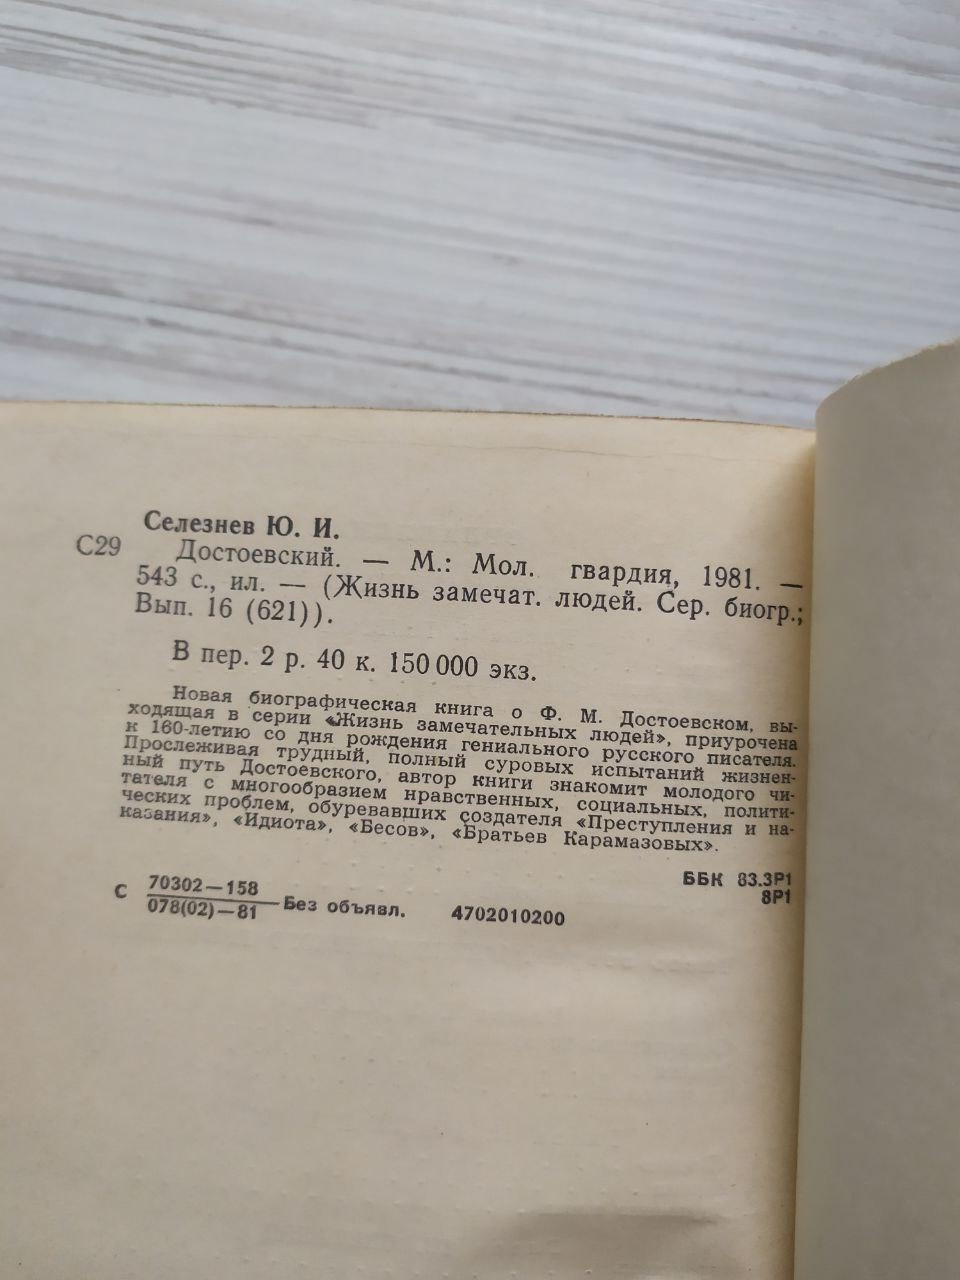 Селезнев Ю. И.
С29 Достоевский. — М.: Мол. гвардия, 1981. —
543 с., ил. — (Жизнь замечат. людей. Сер. биогр.;
Вып. 16 (621)).
В пер. 2 р. 40 к. 150 000 экз.
Новая биографическая книга о Ф. М. Достоевском, вы-
ходящая в серии «Жизнь замечательных людей», приурочена
к 160-летию со дня рождения гениального русского писателя.
Прослеживая трудный, полный суровых испытаний жизнен-
ный путь Достоевского, автор книги знакомит молодого чи-
тателя с многообразием нравственных, социальных, полити-
ческих проблем, обуревавших создателя «Преступления и на-
казания», «Идиота», «Бесов», «Братьев Карамазовых».
ББК 83.3Р1
8Р1
С 70302—158
078(02)—81 Без объявл. 4702010200